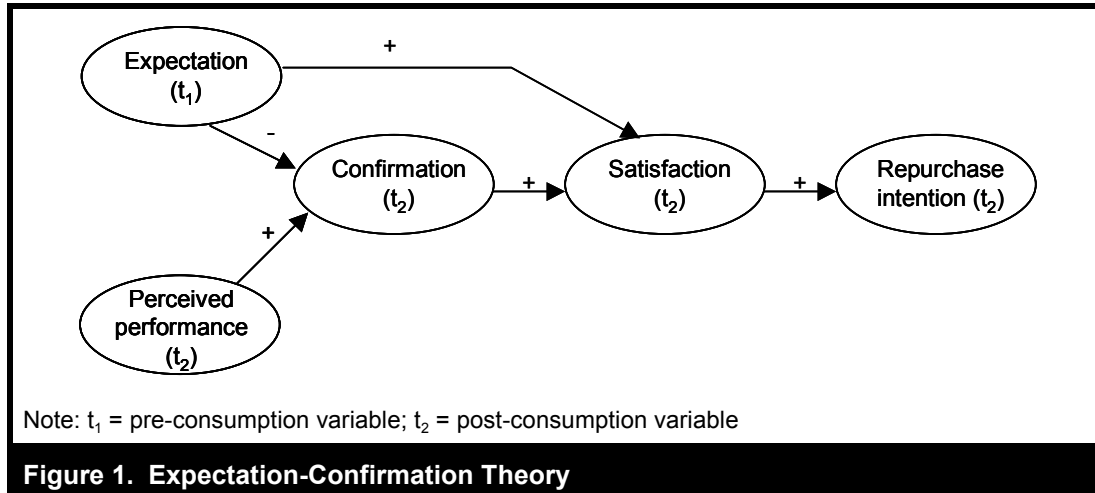 +
Expectation
(t₁)
-
Confirmation
(t₂)
+
Satisfaction
(t₂)
+
Repurchase
intention (t₂)
+
Perceived
performance
(t₂)
Note: t₁ = pre-consumption variable; t₂ = post-consumption variable
Figure 1. Expectation-Confirmation Theory